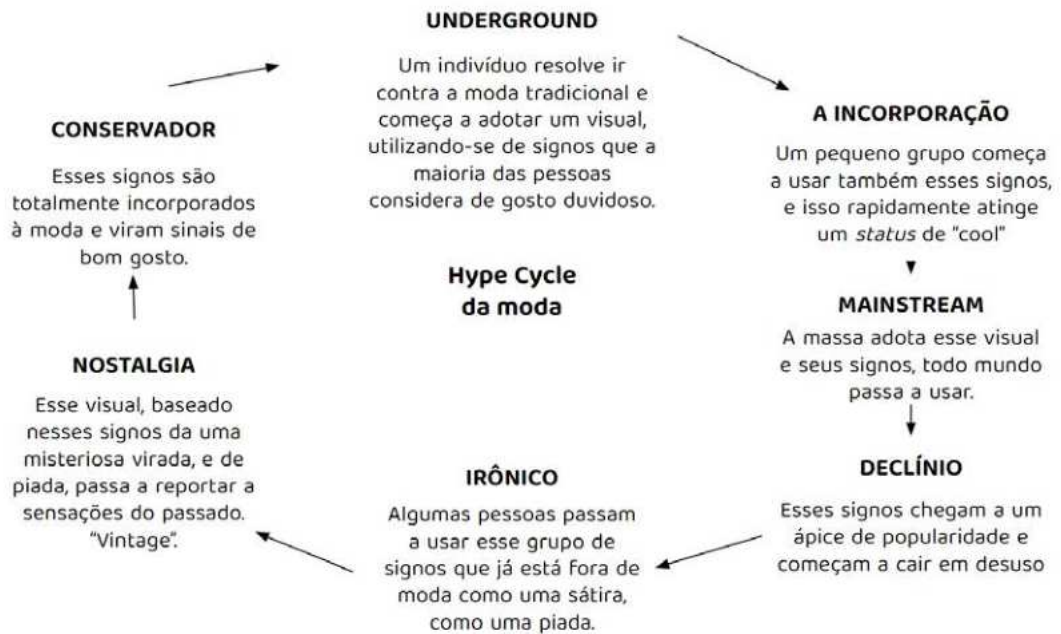 UNDERGROUND
Um indivíduo resolve ir
contra a moda tradicional e
começa a adotar um visual,
utilizando-se de signos que a
maioria das pessoas
considera de gosto duvidoso.
A INCORPORAÇÃO
Um pequeno grupo começa
a usar também esses signos,
e isso rapidamente atinge
um status de "cool"
MAINSTREAM
A massa adota esse visual
e seus signos, todo mundo
passa a usar.
DECLÍNIO
Esses signos chegam a um
ápice de popularidade e
começam a cair em desuso
IRÔNICO
Algumas pessoas passam
a usar esse grupo de
signos que já está fora de
moda como uma sátira,
como uma piada.
NOSTALGIA
Esse visual, baseado
nesses signos da uma
misteriosa virada, e de
piada, passa a reportar a
sensações do passado.
"Vintage".
CONSERVADOR
Esses signos são
totalmente incorporados
à moda e viram sinais de
bom gosto.
Hype Cycle
da moda